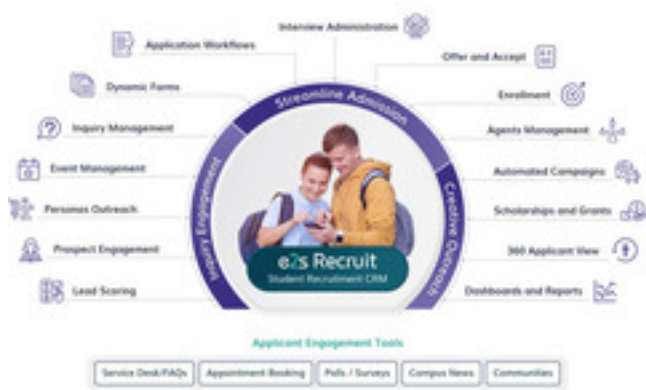 Interview Administration
Application Workflows
Offer and Accept
Dynamic Forms
Enrollment
Streamline Admission
Inquiry Management
Agents Management
Event Management
Automated Campaigns
Inquiry Engagement
Creative Outreach
Personas Outreach
Scholarships and Grants
Prospect Engagement
360 Applicant View
e2s Recruit
Student Recruitment CRM
Lead Scoring
Dashboards and Reports
Applicant Engagement Tools
Service Desk/FAQs
Appointment Booking
Polls / Surveys
Campus News
Communities